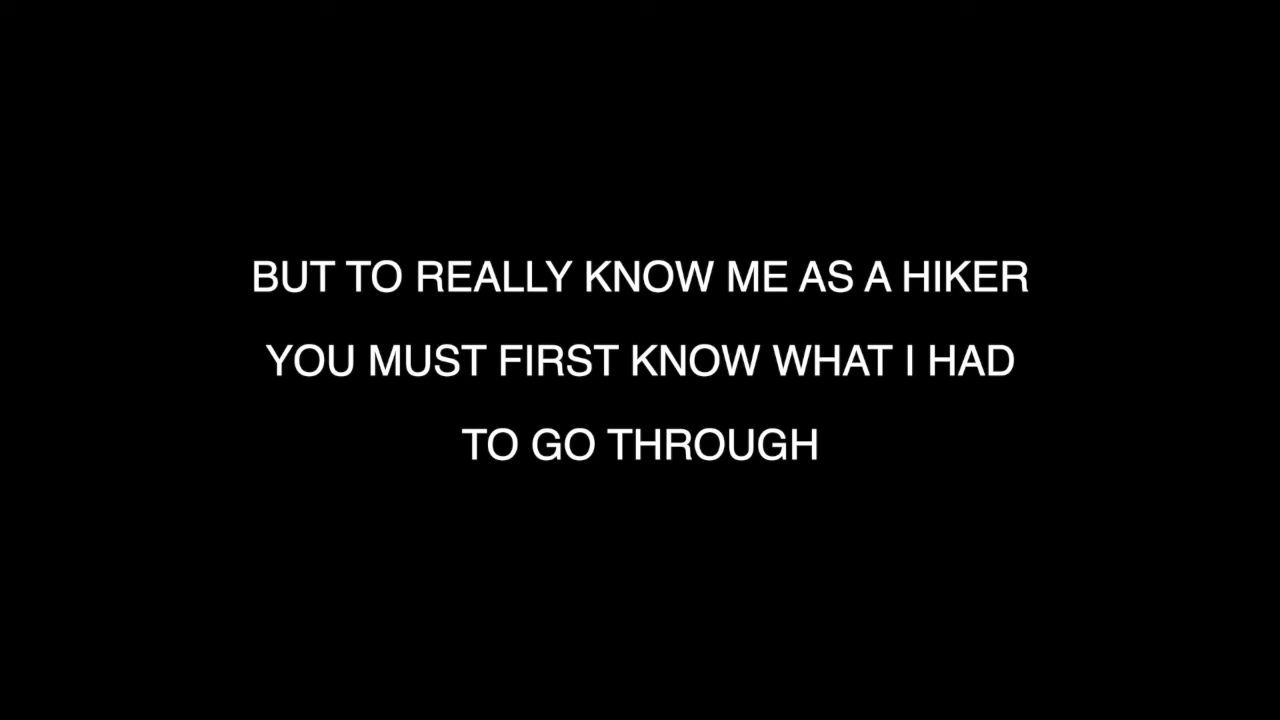 BUT TO REALLY KNOW ME AS A HIKER
YOU MUST FIRST KNOW WHAT I HAD
TO GO THROUGH